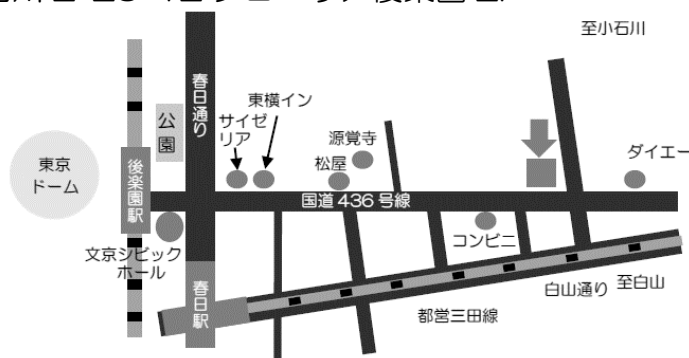 至小石川
春日通り
東横イン
サイゼ
リア
公園
源覚寺
松屋
ダイエー
東京
ドーム
後楽園駅
国道436号線
コンビニ
文京シビック
ホール
春日駅
白山通り
至白山
都営三田線